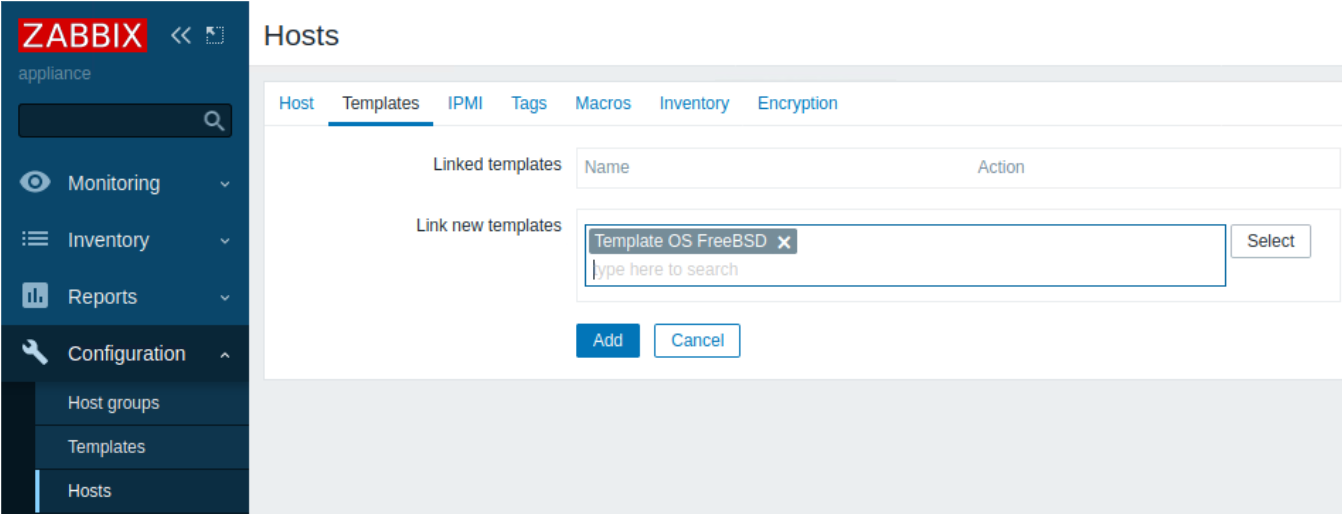 ZABBIX
appliance
Monitoring
Inventory
Reports
Configuration
Host groups
Templates
Hosts
Hosts
Host Templates IPMI Tags Macros Inventory Encryption
Linked templates Name Action
Link new templates Template OS FreeBSD Select
type here to search
Add Cancel